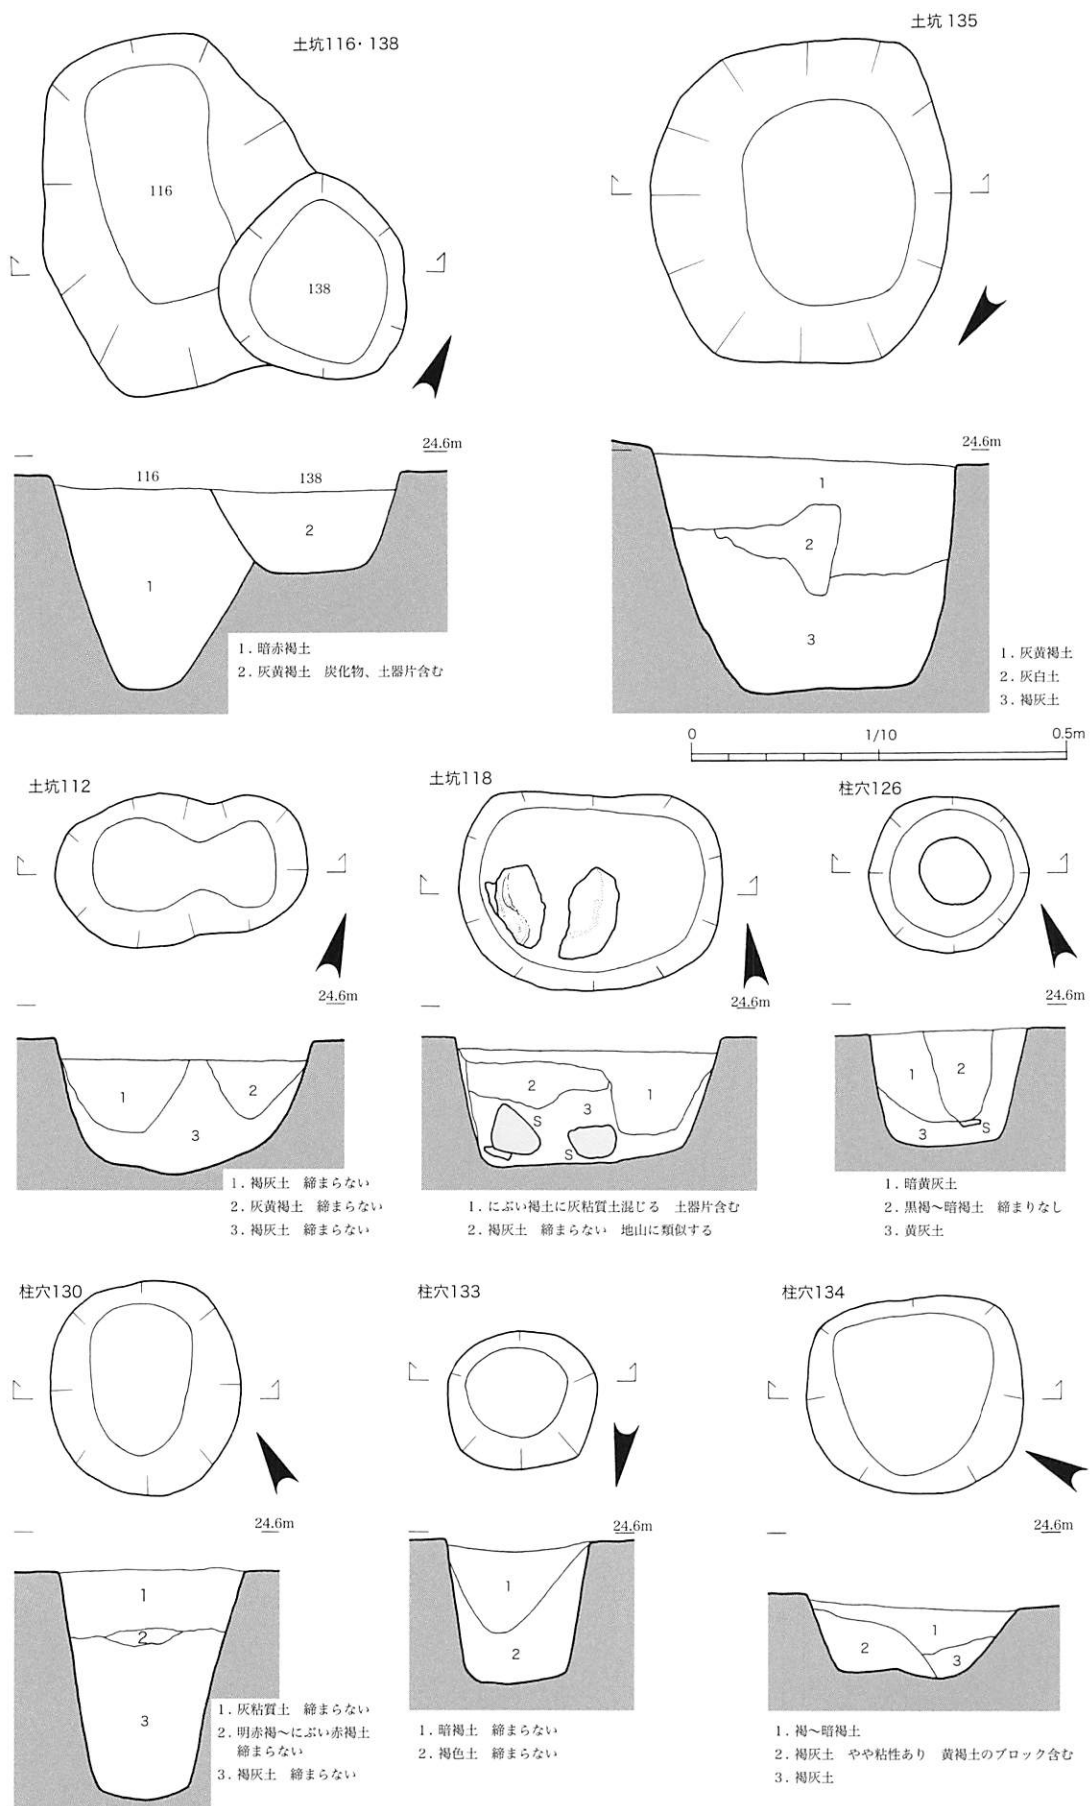 土坑116・138
116
138
24.6m
116
138
1
2
1．暗赤褐土
2．灰黄褐土　炭化物、土器片含む
土坑 135
24.6m
1
2
3
1．灰黄褐土
2．灰白土
3．褐灰土
0
1/10
0.5m
土坑112
24.6m
1
2
3
1．褐灰土　締まらない
2．灰黄褐土　締まらない
3．褐灰土　締まらない
土坑118
24.6m
2
1
3
S
S
1．にぶい褐土に灰粘質土混じる　土器片含む
2．褐灰土　締まらない　地山に類似する
柱穴126
24.6m
1
2
3
S
1．暗黄灰土
2．黒褐～暗褐土　締まりなし
3．黄灰土
柱穴130
24.6m
1
2
3
1．灰粘質土　締まらない
2．明赤褐～にぶい赤褐土
締まらない
3．褐灰土　締まらない
柱穴133
24.6m
1
2
1．暗褐土　締まらない
2．褐色土　締まらない
柱穴134
24.6m
1
2
3
1．褐～暗褐土
2．褐灰土　やや粘性あり　黄褐土のブロック含む
3．褐灰土